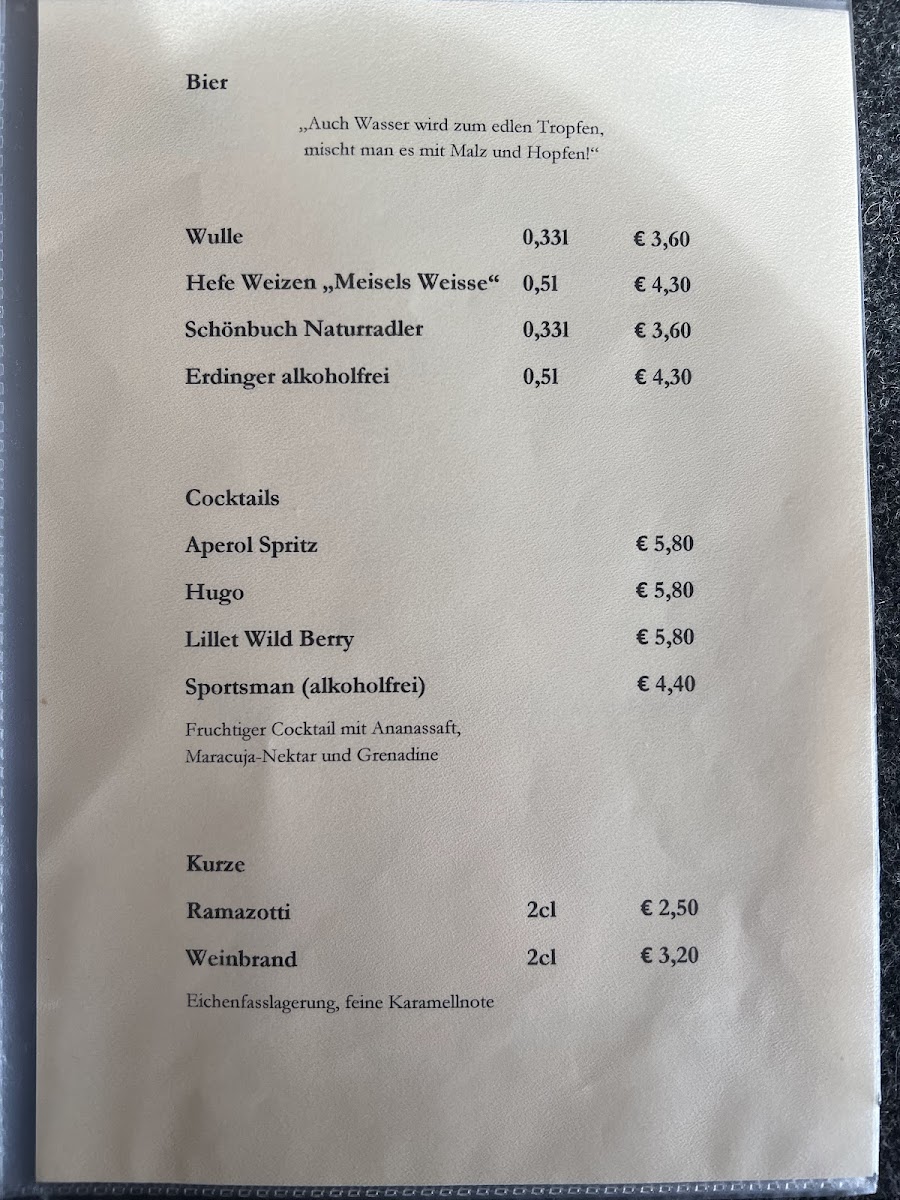 Bier
„Auch Wasser wird zum edlen Tropfen,
mischt man es mit Malz und Hopfen!“
Wulle 0,33l € 3,60
Hefe Weizen „Meisels Weisse“ 0,5l € 4,30
Schönbuch Naturradler 0,33l € 3,60
Erdinger alkoholfrei 0,5l € 4,30
Cocktails
Aperol Spritz € 5,80
Hugo € 5,80
Lillet Wild Berry € 5,80
Sportsman (alkoholfrei) € 4,40
Fruchtiger Cocktail mit Ananassaft,
Maracuja-Nektar und Grenadine
Kurze
Ramazotti 2cl € 2,50
Weinbrand 2cl € 3,20
Eichenfasslagerung, feine Karamellnote